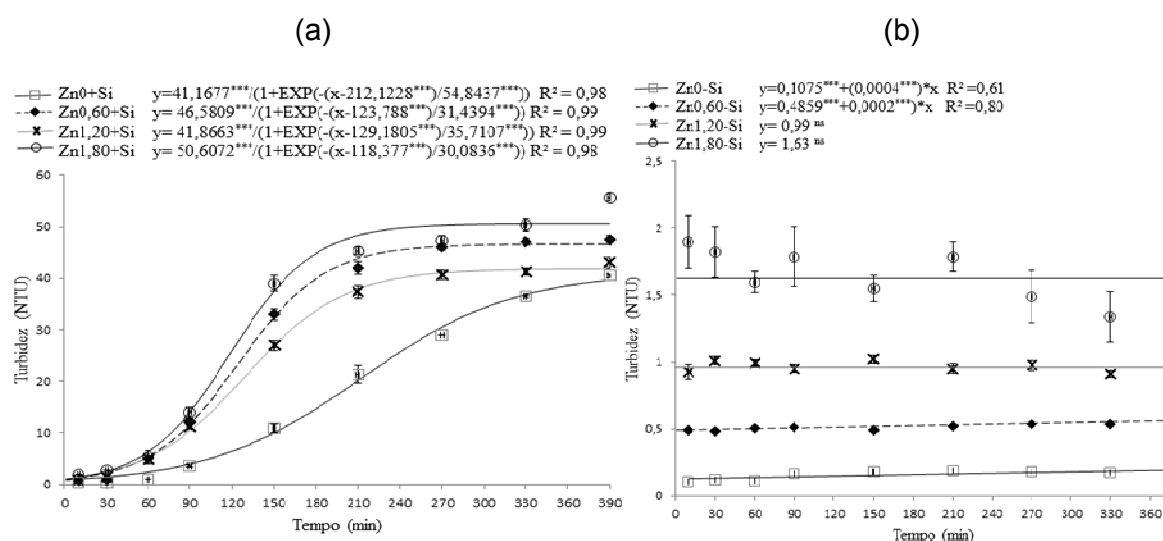 (a)
(b)
Zn0+Si y=41,1677***/(1+EXP(-(x-212,1228***)/54,8437***)) R² = 0,98
Zn0,60+Si y= 46,5809***/(1+EXP(-(x-123,788***)/31,4394***)) R² = 0,99
Zn1,20+Si y= 41,8663***/(1+EXP(-(x-129,1805***)/35,7107***)) R² = 0,99
Zn1,80+Si y= 50,6072***/(1+EXP(-(x-118,377***)/30,0836***)) R² = 0,98
60
50
40
30
20
10
0
Turbidez (NTU)
0 30 60 90 120 150 180 210 240 270 300 330 360 390
Tempo (min)
Zn0-Si y=0,1075***+(0,0004***)*x R² =0,61
Zn0,60-Si y=0,4859***+0,0002***)*x R² =0,80
Zn1,20-Si y= 0,99 ns
Zn1,80-Si y= 1,63 ns
2,5
2
1,5
1
0,5
0
Turbidez (NTU)
0 30 60 90 120 150 180 210 240 270 300 330 360
Tempo (min)